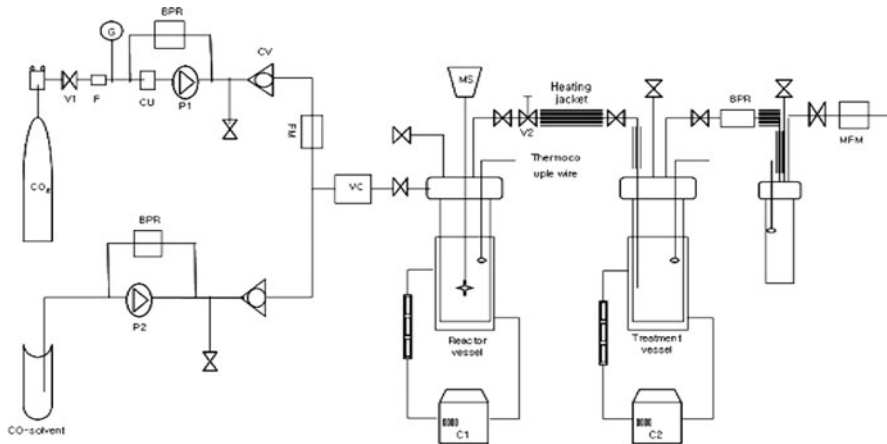 BPR
G
CV
MS
Heating
jacket
V1
F
CU
P1
V2
BPR
MFM
FM
Thermoco
uple wire
CO₂
VC
BPR
P2
Reactor
vessel
Treatment
vessel
CO-solvent
C1
C2